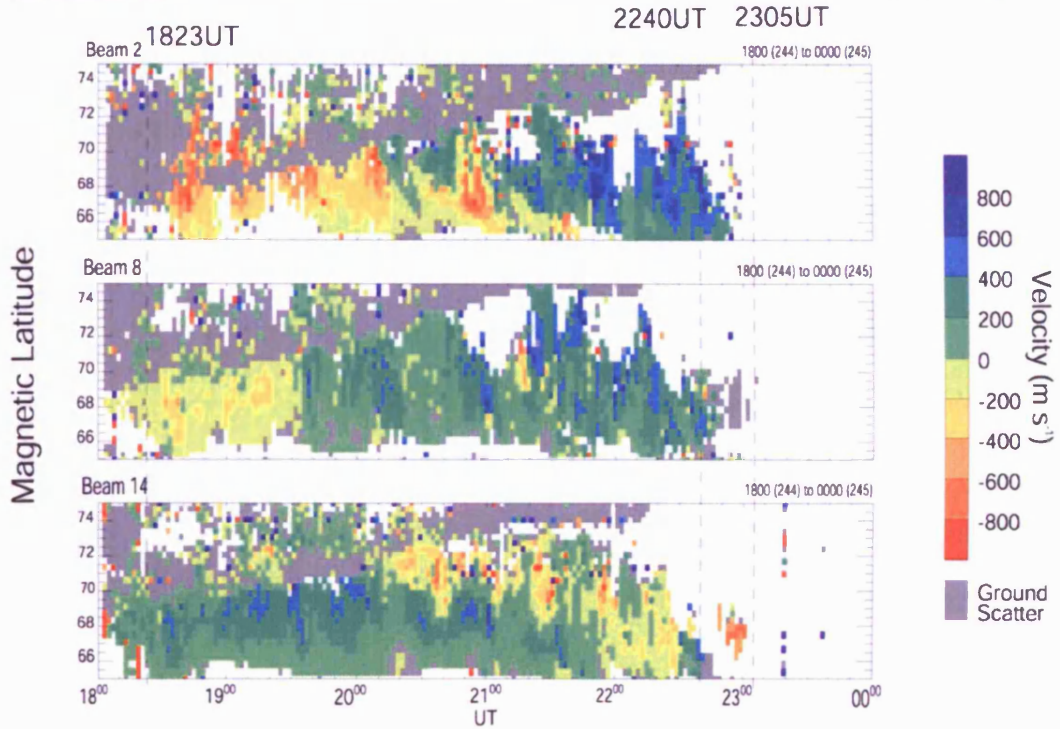 1823UT
2240UT 2305UT
Beam 2
1800 (244) to 0000 (245)
74
72
70
68
66
Beam 8
1800 (244) to 0000 (245)
74
72
70
68
66
Beam 14
1800 (244) to 0000 (245)
74
72
70
68
66
18⁰⁰ 19⁰⁰ 20⁰⁰ 21⁰⁰ 22⁰⁰ 23⁰⁰ 00⁰⁰
UT
Magnetic Latitude
800
600
400
200
0
-200
-400
-600
-800
Velocity (m s⁻¹)
Ground
Scatter